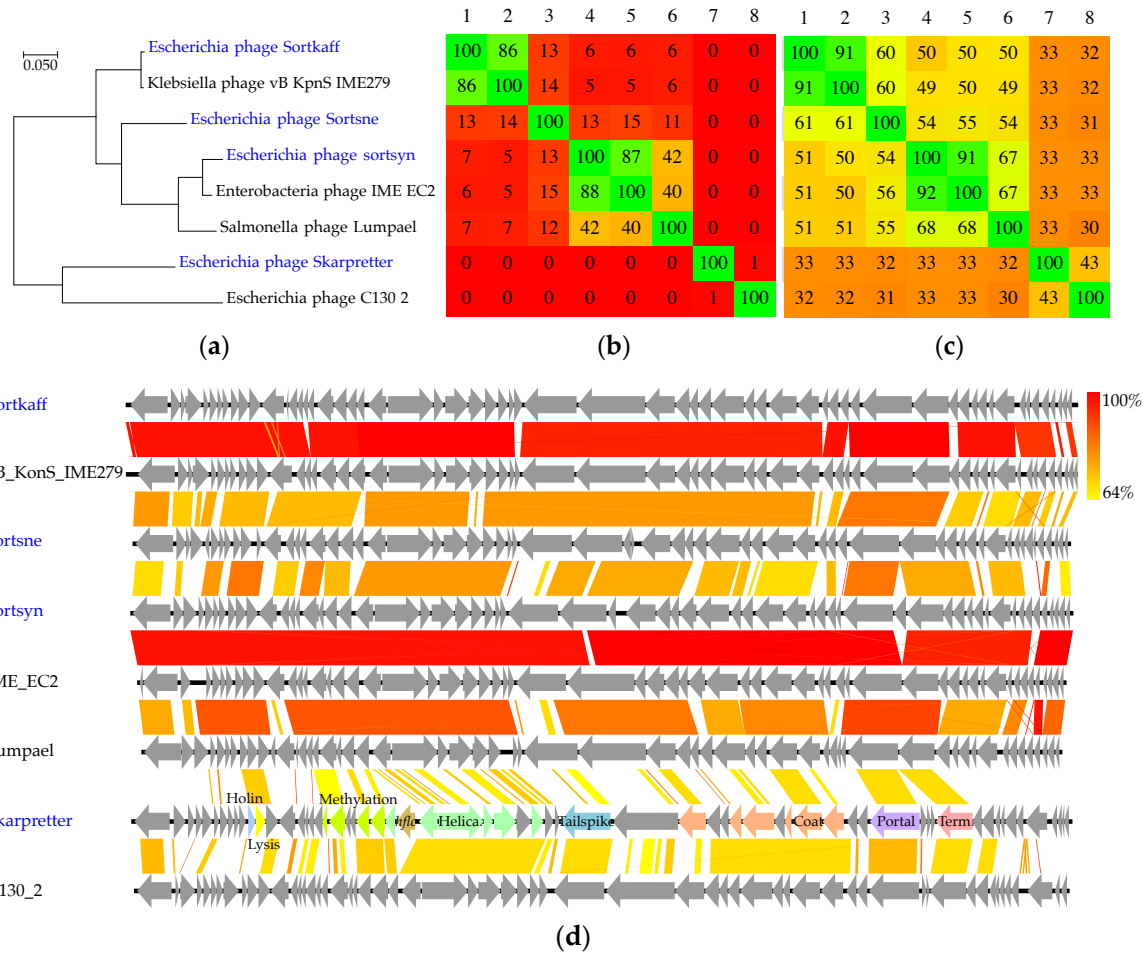 1 2 3 4 5 6 7 8 1 2 3 4 5 6 7 8
0.050
Escherichia phage Sortkaff 100 86 13 6 6 6 0 0 100 91 60 50 50 50 33 32
Klebsiella phage vB KpnS IME279 86 100 14 5 5 6 0 0 91 100 60 49 50 49 33 32
Escherichia phage Sortsne 13 14 100 13 15 11 0 0 61 61 100 54 55 54 33 31
Escherichia phage sortsyn 7 5 13 100 87 42 0 0 51 50 54 100 91 67 33 33
Enterobacteria phage IME EC2 6 5 15 88 100 40 0 0 51 50 56 92 100 67 33 33
Salmonella phage Lumpael 7 7 12 42 40 100 0 0 51 51 55 68 68 100 33 30
Escherichia phage Skarpretter 0 0 0 0 0 0 100 1 33 33 32 33 33 32 100 43
Escherichia phage C130 2 0 0 0 0 0 0 1 100 32 32 31 33 33 30 43 100
(a) (b) (c)
ortkaff
100%
B_KonS_IME279
64%
ortsne
ortsyn
ME_EC2
umpael
Holin Methylation
karpretter hflc Helica. Tailspike Coat Portal Term.
Lysis
130_2
(d)